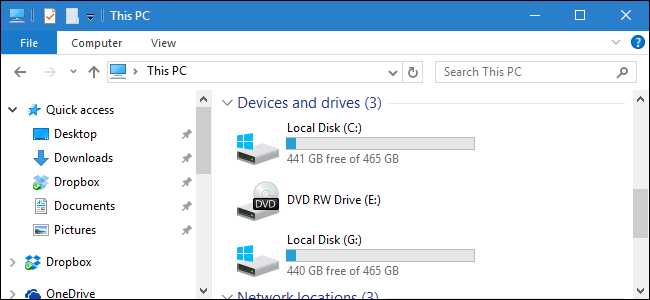 This PC
File Computer View
This PC
Search This PC
Quick access
Desktop
Downloads
Dropbox
Documents
Pictures
Dropbox
OneDrive
Devices and drives (3)
Local Disk (C:)
441 GB free of 465 GB
DVD
DVD RW Drive (E:)
Local Disk (G:)
440 GB free of 465 GB
Network locations (3)